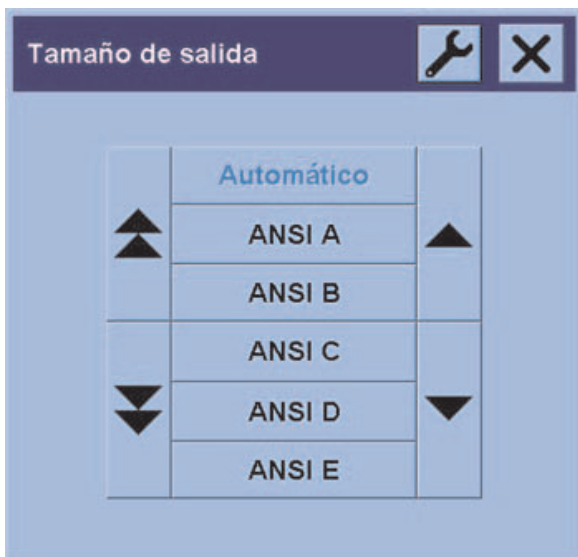 Tamaño de salida
Automático
ANSI A
ANSI B
ANSI C
ANSI D
ANSI E